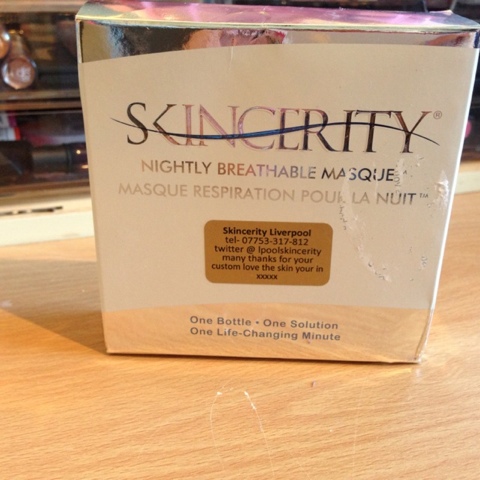 SKINCERITY®
NIGHTLY BREATHABLE MASQUE™
MASQUE RESPIRATION POUR LA NUIT™
Skincerity Liverpool
tel- 07753-317-812
twitter @ lpoolskincerity
many thanks for your
custom love the skin your in
xxxxx
One Bottle • One Solution
One Life-Changing Minute